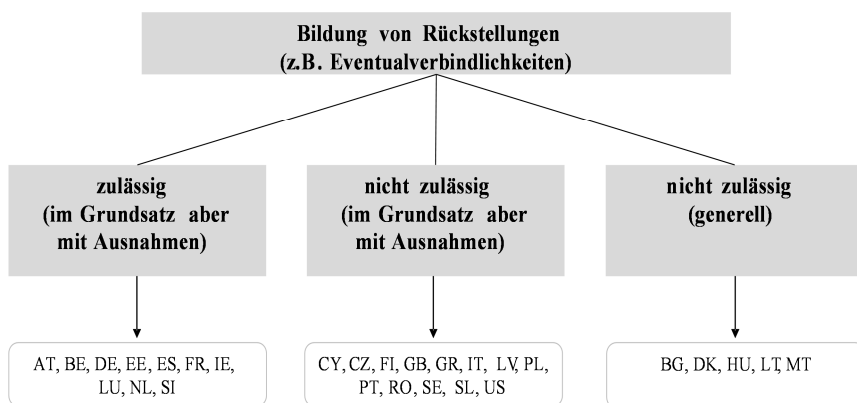 Bildung von Rückstellungen
(z.B. Eventualverbindlichkeiten)
zulässig
(im Grundsatz aber
mit Ausnahmen)
nicht zulässig
(im Grundsatz aber
mit Ausnahmen)
nicht zulässig
(generell)
AT, BE, DE, EE, ES, FR, IE,
LU, NL, SI
CY, CZ, FI, GB, GR, IT, LV, PL,
PT, RO, SE, SL, US
BG, DK, HU, LT, MT